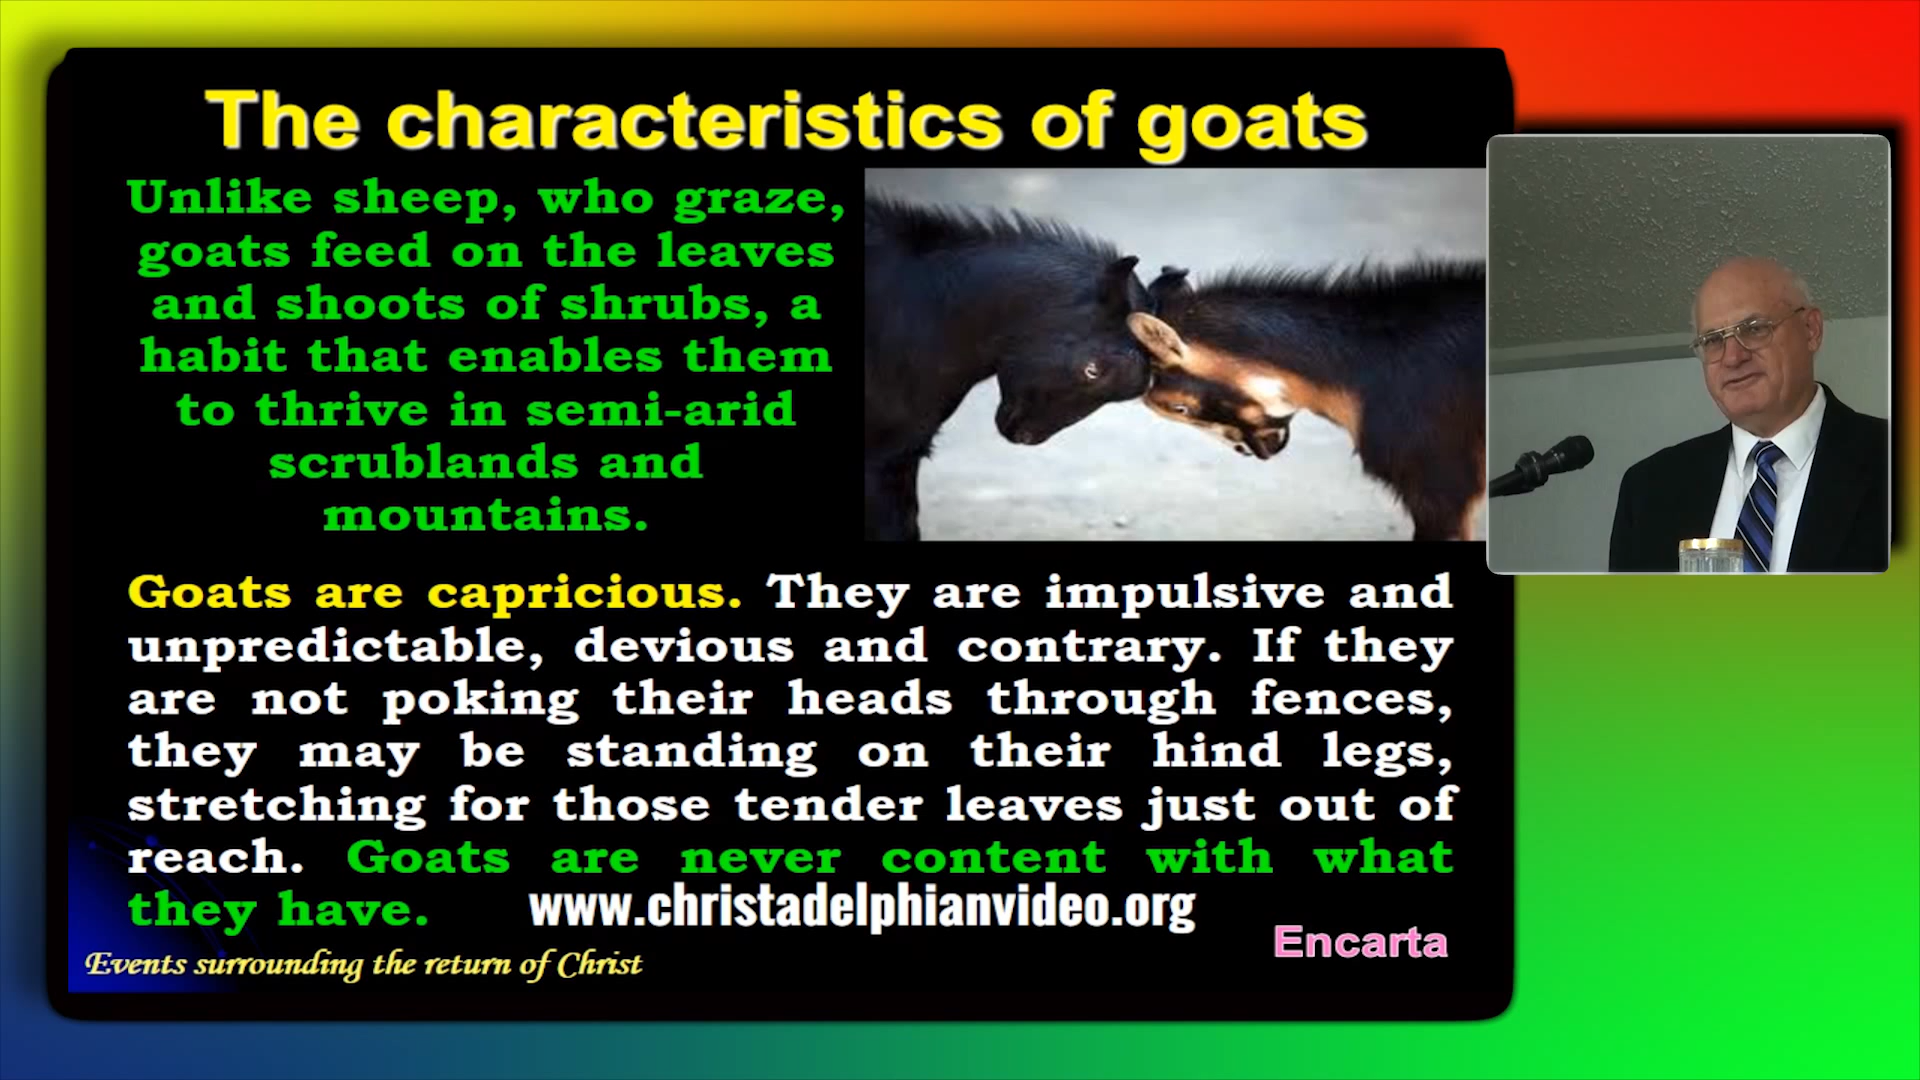 The characteristics of goats
Unlike sheep, who graze,
goats feed on the leaves
and shoots of shrubs, a
habit that enables them
to thrive in semi-arid
scrublands and
mountains.
Goats are capricious. They are impulsive and
unpredictable, devious and contrary. If they
are not poking their heads through fences,
they may be standing on their hind legs,
stretching for those tender leaves just out of
reach. Goats are never content with what
they have.
www.christadelphianvideo.org
Encarta
Events surrounding the return of Christ